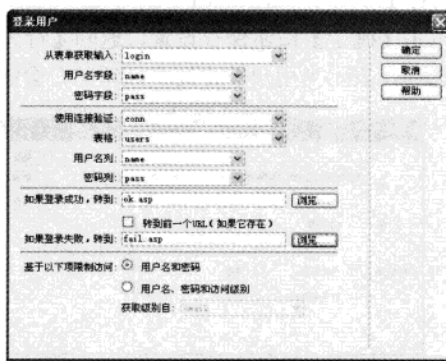 登录用户
从表单获取输入: login
确定
用户名字段: name
取消
密码字段: pass
帮助
使用连接验证: conn
表格: users
用户名列: name
密码列: pass
如果登录成功，转到: ok.asp 浏览...
转到前一个URL(如果它存在)
如果登录失败，转到: fail.asp 浏览...
基于以下项限制访问: 用户名和密码
用户名、密码和访问级别
获取级别自: